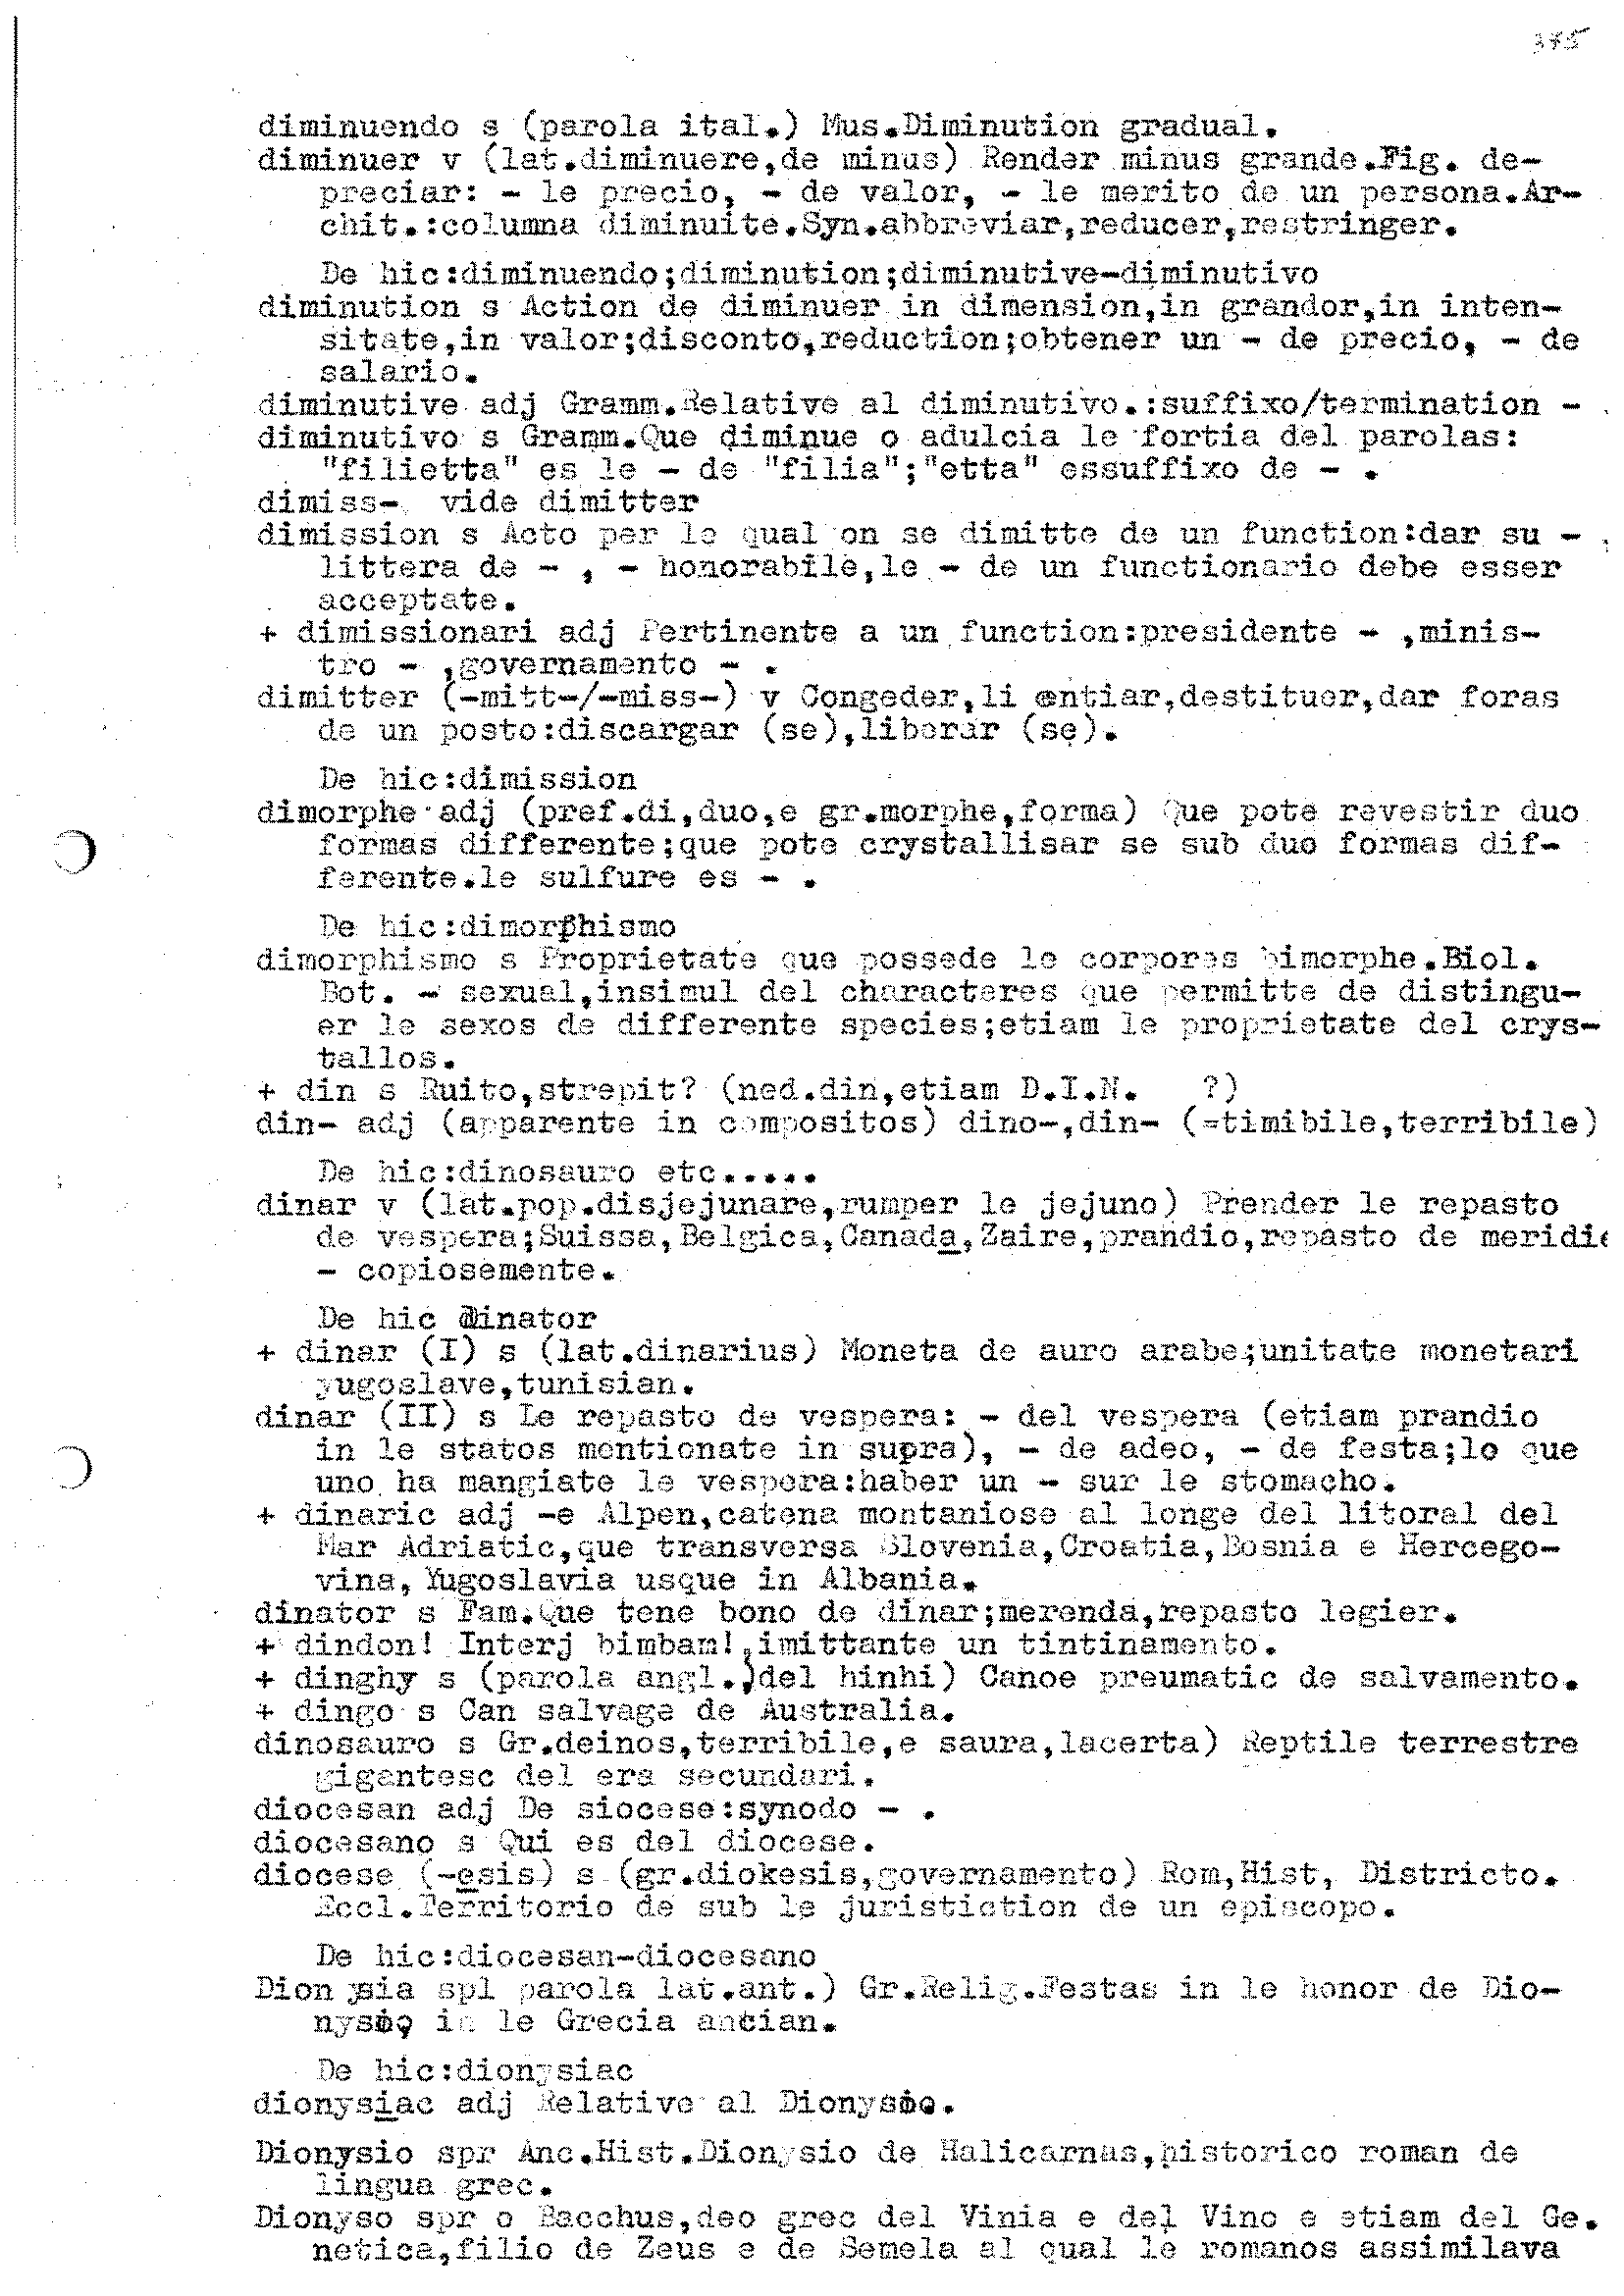 375
diminuendo s (parola ital.) Mus.Diminution gradual.
diminuer v (lat.diminuere,de minus) Render minus grande.Fig. de-
preciar: - le precio, - de valor, - le merito de un persona.Ar-
chit.:columna diminuite.Syn.abbreviar,reducer,restringer.
De hic:diminuendo;diminution;diminutive-diminutivo
diminution s Action de diminuer in dimension,in grandor,in inten-
sitate,in valor;disconto,reduction;obtener un - de precio, - de
salario.
diminutive adj Gramm.Relative al diminutivo.:suffixo/termination -
diminutivo s Gramm.Que diminue o adulcia le fortia del parolas:
"filietta" es le - de "filia";"etta" essuffixo de - .
dimiss-  vide dimitter
dimission s Acto per le qual on se dimitte de un function:dar su -
littera de - , - honorabile,le - de un functionario debe esser
acceptate.
+ dimissionari adj Pertinente a un function:presidente - ,minis-
tro - ,governamento - .
dimitter (-mitt-/-miss-) v Congeder,li entiar,destituer,dar foras
de un posto:discargar (se),liberar (se).
De hic:dimission
dimorphe adj (pref.di,duo,e gr.morphe,forma) Que pote revestir duo
formas differente;que pote crystallisar se sub duo formas dif-
ferente.le sulfure es - .
De hic:dimorphismo
dimorphismo s Proprietate que possede le corpores bimorphe.Biol.
Bot. - sexual,insimul del characteres que permitte de distingu-
er le sexos de differente species;etiam le proprietate del crys-
tallos.
+ din s Ruito,strepit? (ned.din,etiam D.I.N.   ?)
din- adj (apparente in compositos) dino-,din- (=timibile,terribile)
De hic:dinosauro etc.....
dinar v (lat.pop.disjejunare,rumper le jejuno) Prender le repasto
de vespera;Suissa,Belgica,Canada,Zaire,prandio,repasto de meridie
- copiosemente.
De hic dinator
+ dinar (I) s (lat.dinarius) Moneta de auro arabe;unitate monetari
yugoslave,tunisian.
dinar (II) s Le repasto de vespera: - del vespera (etiam prandio
in le statos mentionate in supra), - de adeo, - de festa;lo que
uno ha mangiate le vespera:haber un - sur le stomacho.
+ dinaric adj -e Alpen,catena montaniose al longe del litoral del
Mar Adriatic,que transversa Slovenia,Croatia,Bosnia e Hercego-
vina,Yugoslavia usque in Albania.
dinator s Fam.Que tene bono de dinar;merenda,repasto legier.
+ dindon! Interj bimbam!,imittante un tintinamento.
+ dinghy s (parola angl.,del hinhi) Canoe preumatic de salvamento.
+ dingo s Can salvage de Australia.
dinosauro s Gr.deinos,terribile,e saura,lacerta) Reptile terrestre
gigantesc del era secundari.
diocesan adj De siocese:synodo - .
diocesano s Qui es del diocese.
diocese (-esis) s (gr.diokesis,governamento) Rom,Hist, Districto.
Eccl.Territorio de sub le juristiction de un episcopo.
De hic:diocesan-diocesano
Dionysia spl parola lat.ant.) Gr.Relig.Festas in le honor de Dio-
nyso, in le Grecia antian.
De hic:dionysiac
dionysiac adj Relative al Dionyso.
Dionysio spr Anc.Hist.Dionysio de Halicarnas,historico roman de
lingua grec.
Dionyso spr o Bacchus,deo grec del Vinia e del Vino e etiam del Ge.
netica,filio de Zeus e de Semela al qual le romanos assimilava